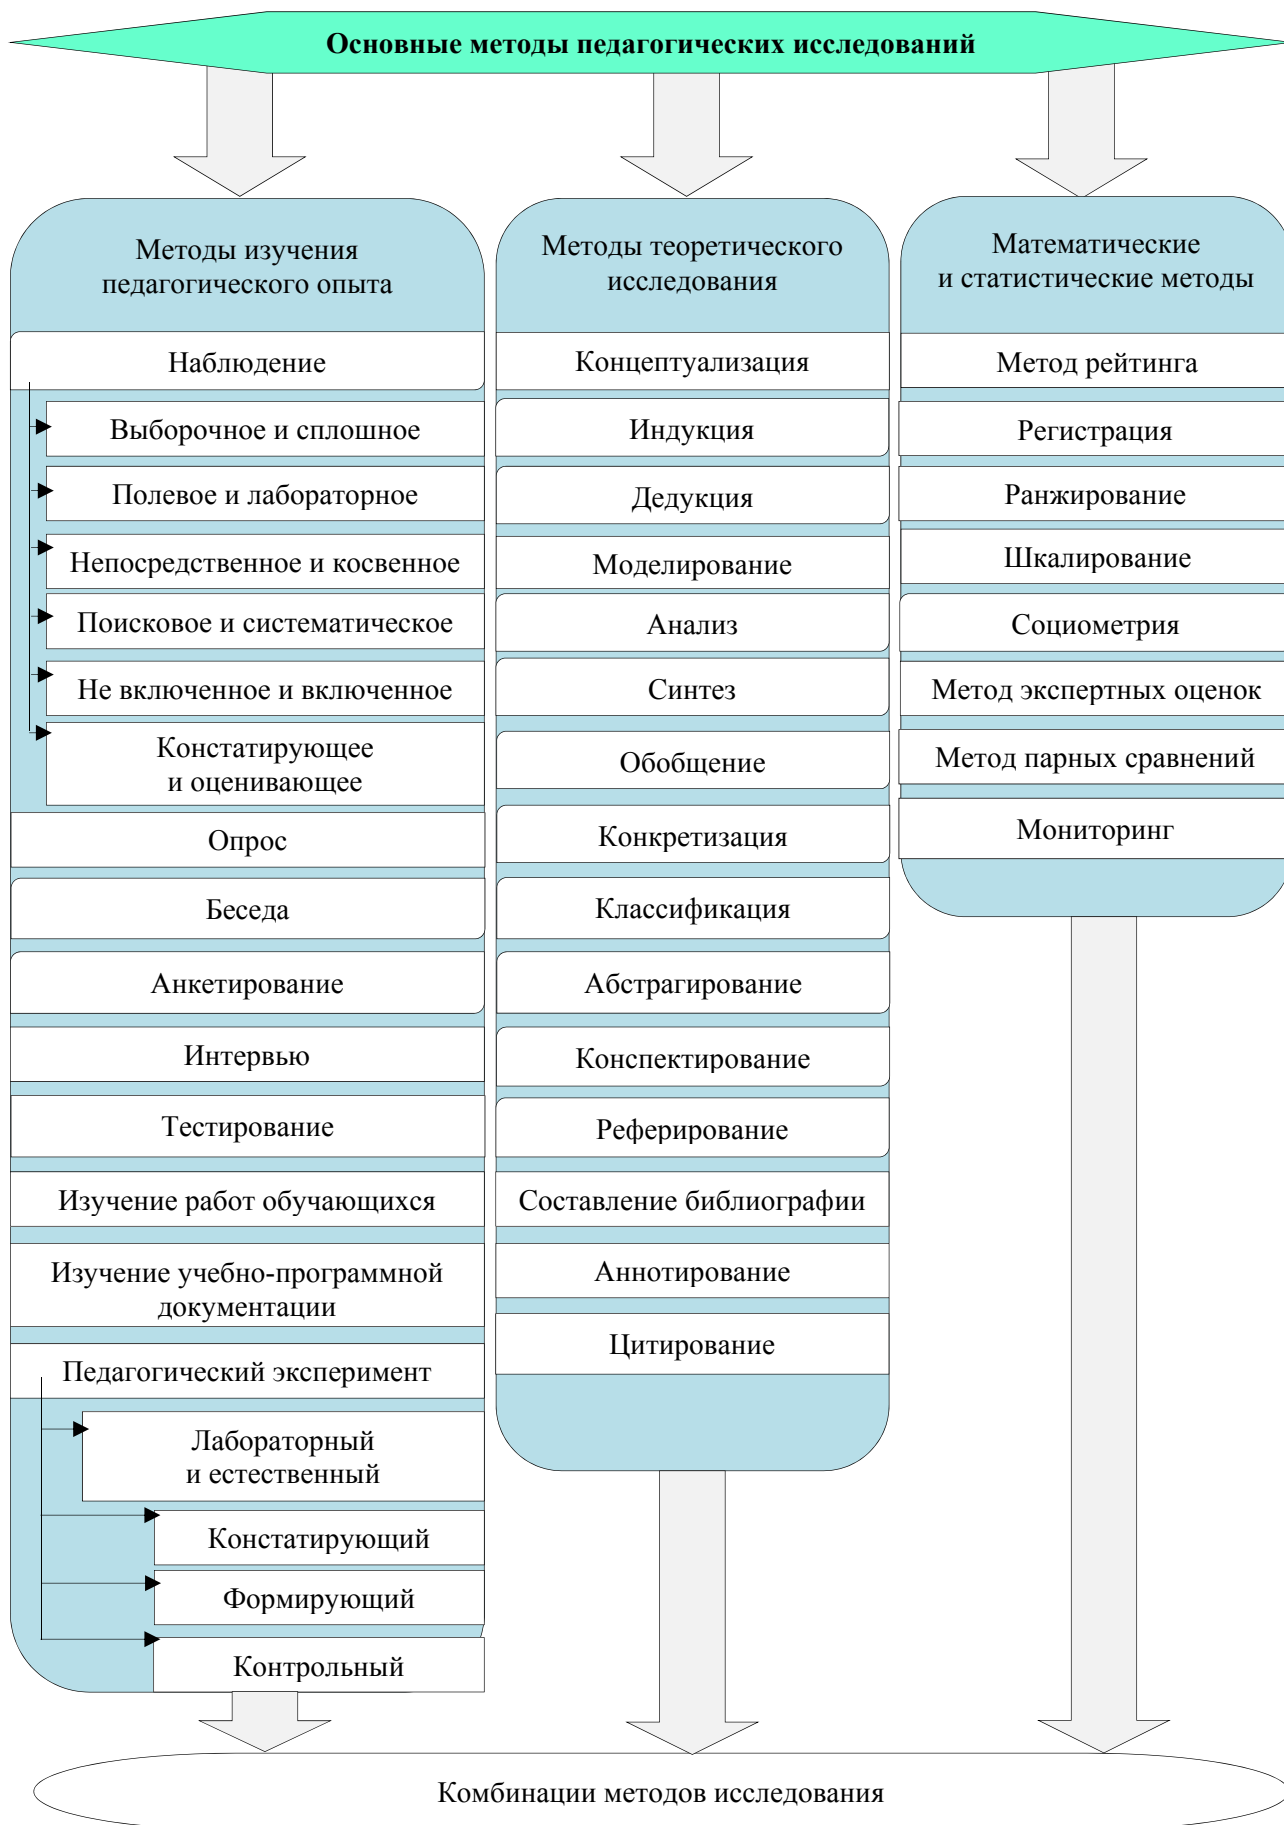 Основные методы педагогических исследований
Методы изучения
педагогического опыта
Наблюдение
Выборочное и сплошное
Полевое и лабораторное
Непосредственное и косвенное
Поисковое и систематическое
Не включенное и включенное
Констатирующее
и оценивающее
Опрос
Беседа
Анкетирование
Интервью
Тестирование
Изучение работ обучающихся
Изучение учебно-программной
документации
Педагогический эксперимент
Лабораторный
и естественный
Констатирующий
Формирующий
Контрольный
Методы теоретического
исследования
Концептуализация
Индукция
Дедукция
Моделирование
Анализ
Синтез
Обобщение
Конкретизация
Классификация
Абстрагирование
Конспектирование
Реферирование
Составление библиографии
Аннотирование
Цитирование
Математические
и статистические методы
Метод рейтинга
Регистрация
Ранжирование
Шкалирование
Социометрия
Метод экспертных оценок
Метод парных сравнений
Мониторинг
Комбинации методов исследования